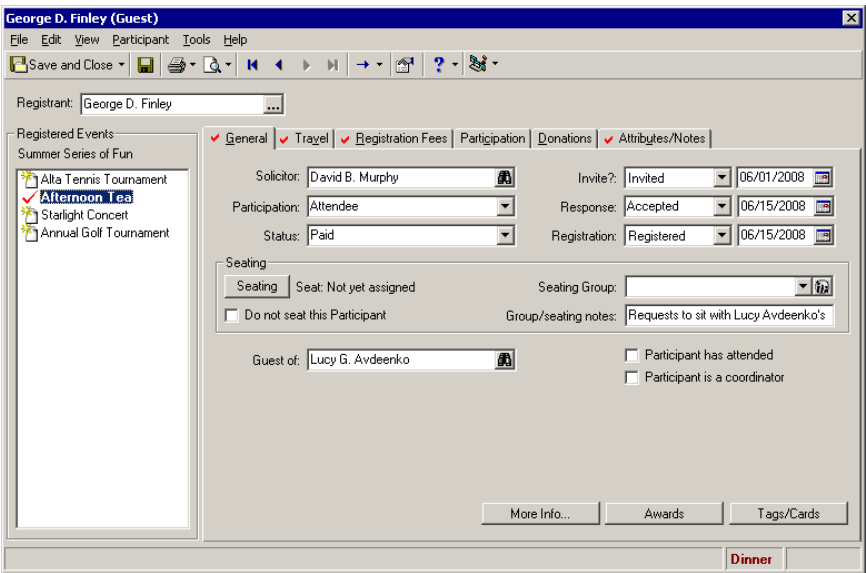 George D. Finley (Guest)
File Edit View Participant Tools Help
Save and Close
Registrant: George D. Finley ...
Registered Events
Summer Series of Fun
Alta Tennis Tournament
Afternoon Tea
Starlight Concert
Annual Golf Tournament
General Travel Registration Fees Participation Donations Attributes/Notes
Solicitor: David B. Murphy Invite?: Invited 06/01/2008
Participation: Attendee Response: Accepted 06/15/2008
Status: Paid Registration: Registered 06/15/2008
Seating
Seating Seat: Not yet assigned Seating Group:
Do not seat this Participant Group/seating notes: Requests to sit with Lucy Avdeenko's
Guest of: Lucy G. Avdeenko Participant has attended
Participant is a coordinator
More Info... Awards Tags/Cards
Dinner